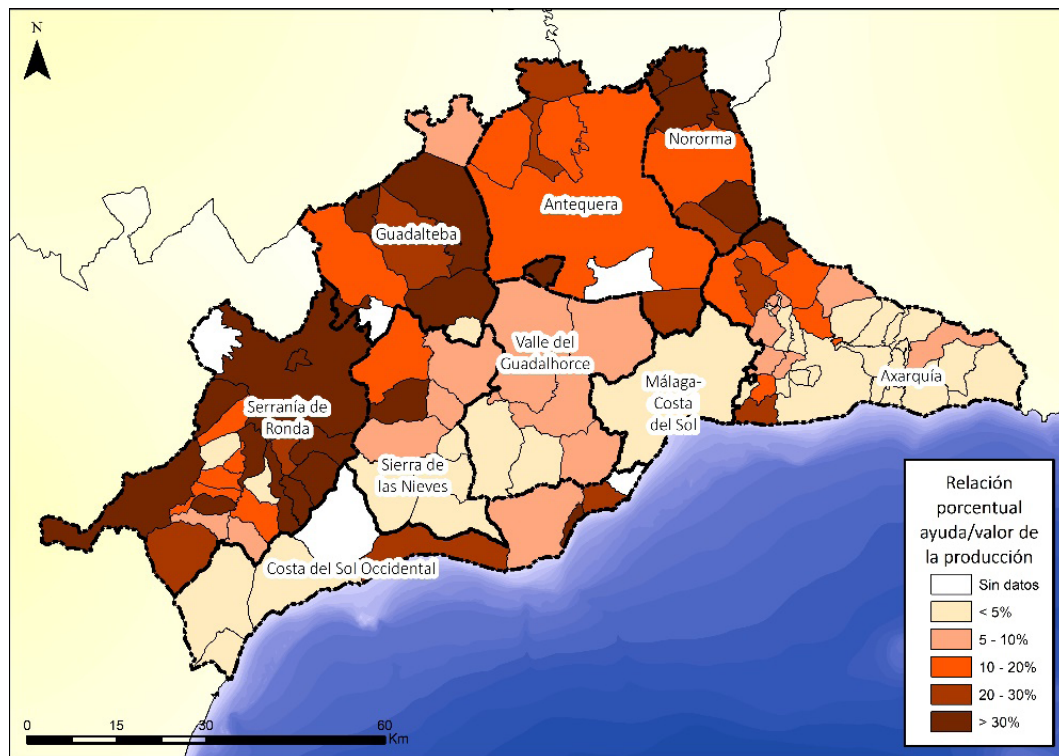 N
Nororma
Antequera
Guadalteba
Valle del
Guadalhorce
Málaga-
Costa
del Sol
Axarquía
Serranía de
Ronda
Sierra de
las Nieves
Costa del Sol Occidental
Relación
porcentual
ayuda/valor de
la producción
Sin datos
< 5%
5 - 10%
10 - 20%
20 - 30%
> 30%
0 15 30 60
Km